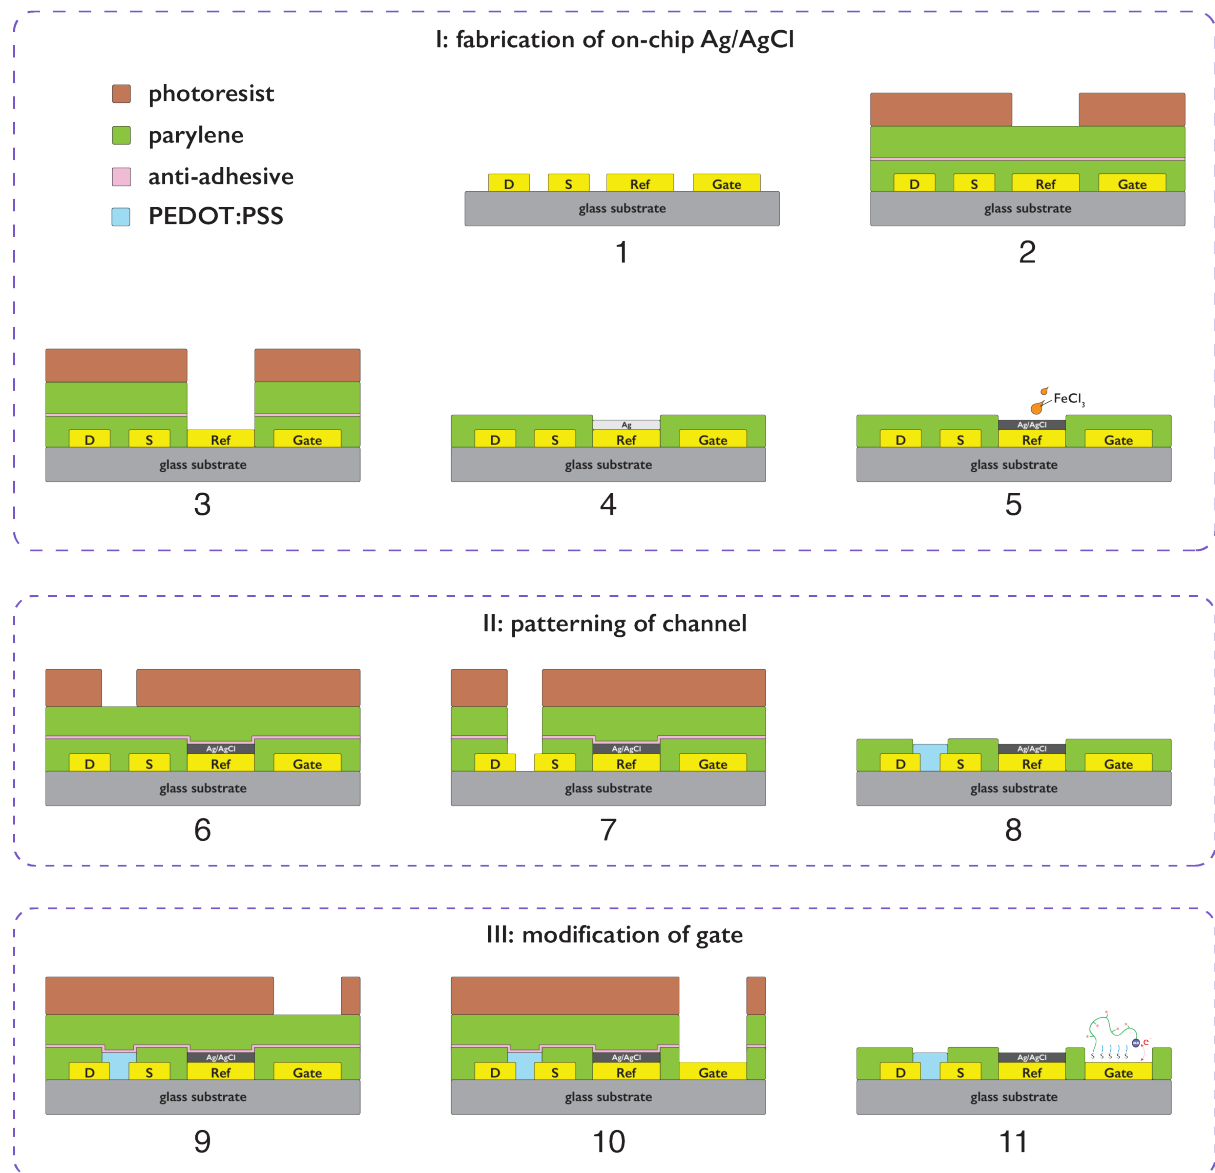 I: fabrication of on-chip Ag/AgCl
photoresist
parylene
anti-adhesive
PEDOT:PSS
D S Ref Gate
glass substrate
1
D S Ref Gate
glass substrate
2
D S Ref Gate
glass substrate
3
Ag
D S Ref Gate
glass substrate
4
FeCl3
Ag/AgCl
D S Ref Gate
glass substrate
5
II: patterning of channel
Ag/AgCl
D S Ref Gate
glass substrate
6
Ag/AgCl
D S Ref Gate
glass substrate
7
Ag/AgCl
D S Ref Gate
glass substrate
8
III: modification of gate
Ag/AgCl
D S Ref Gate
glass substrate
9
Ag/AgCl
D S Ref Gate
glass substrate
10
e-
S S S S S
Ag/AgCl
D S Ref Gate
glass substrate
11